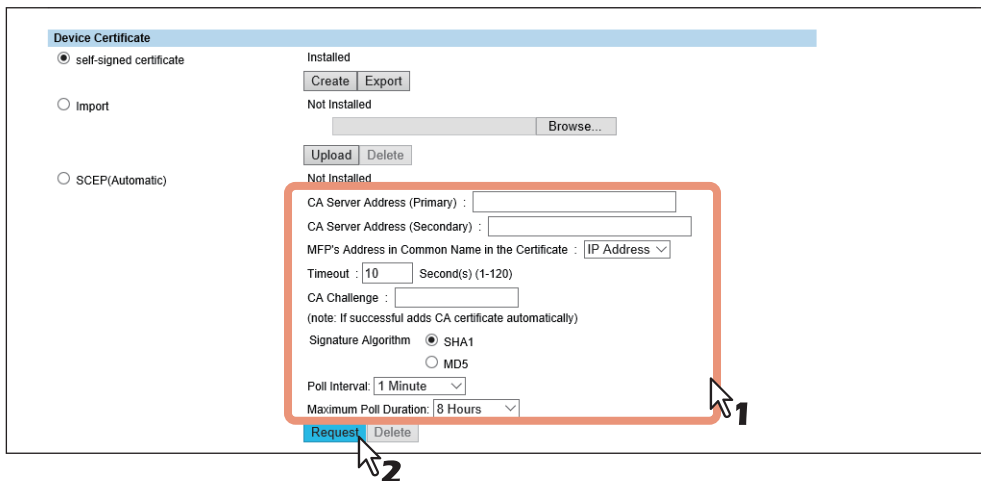 Device Certificate
self-signed certificate Installed
Create Export
Import Not Installed
Browse...
Upload Delete
SCEP(Automatic) Not Installed
CA Server Address (Primary) :
CA Server Address (Secondary) :
MFP's Address in Common Name in the Certificate : IP Address
Timeout : 10 Second(s) (1-120)
CA Challenge :
(note: If successful adds CA certificate automatically)
Signature Algorithm SHA1
MD5
Poll Interval: 1 Minute
Maximum Poll Duration: 8 Hours
1
Request Delete
2